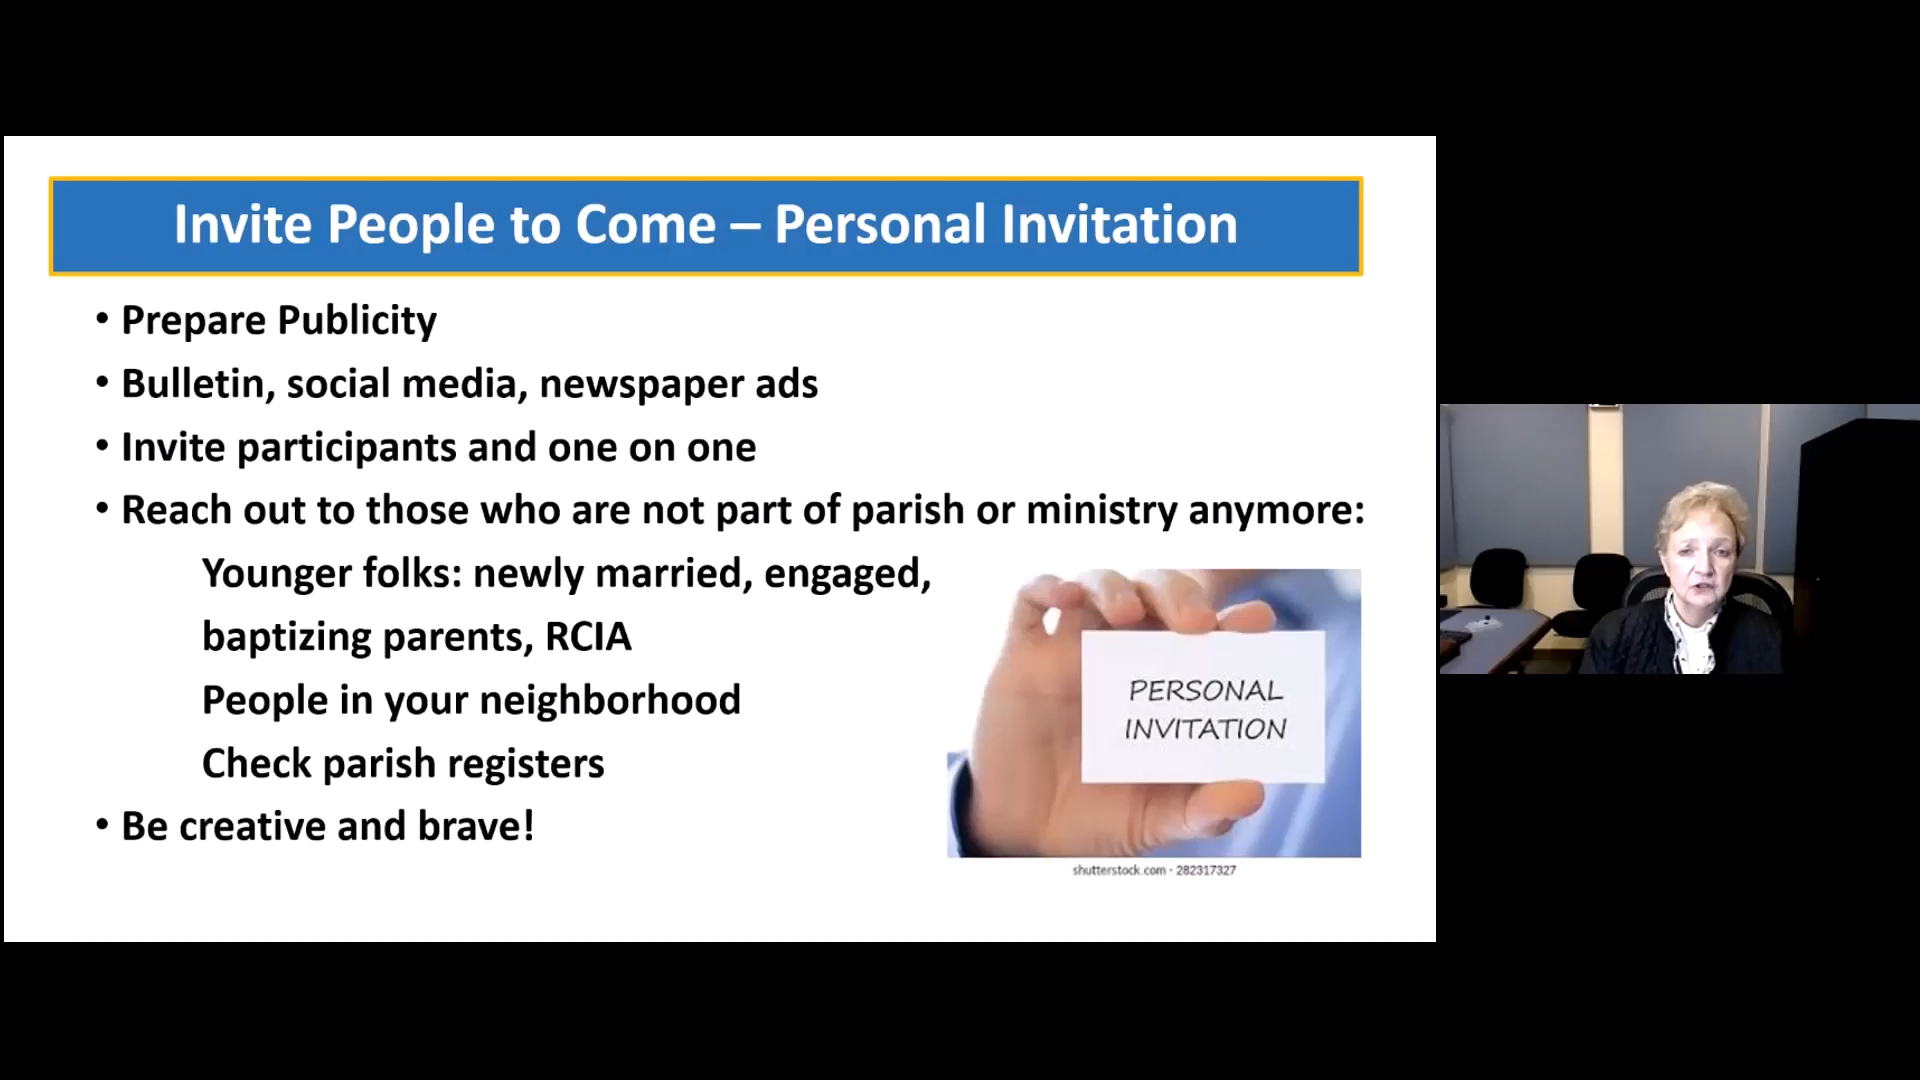 Invite People to Come – Personal Invitation
• Prepare Publicity
• Bulletin, social media, newspaper ads
• Invite participants and one on one
• Reach out to those who are not part of parish or ministry anymore:
Younger folks: newly married, engaged,
baptizing parents, RCIA
People in your neighborhood
Check parish registers
• Be creative and brave!
PERSONAL
INVITATION
shutterstock.com · 282317327